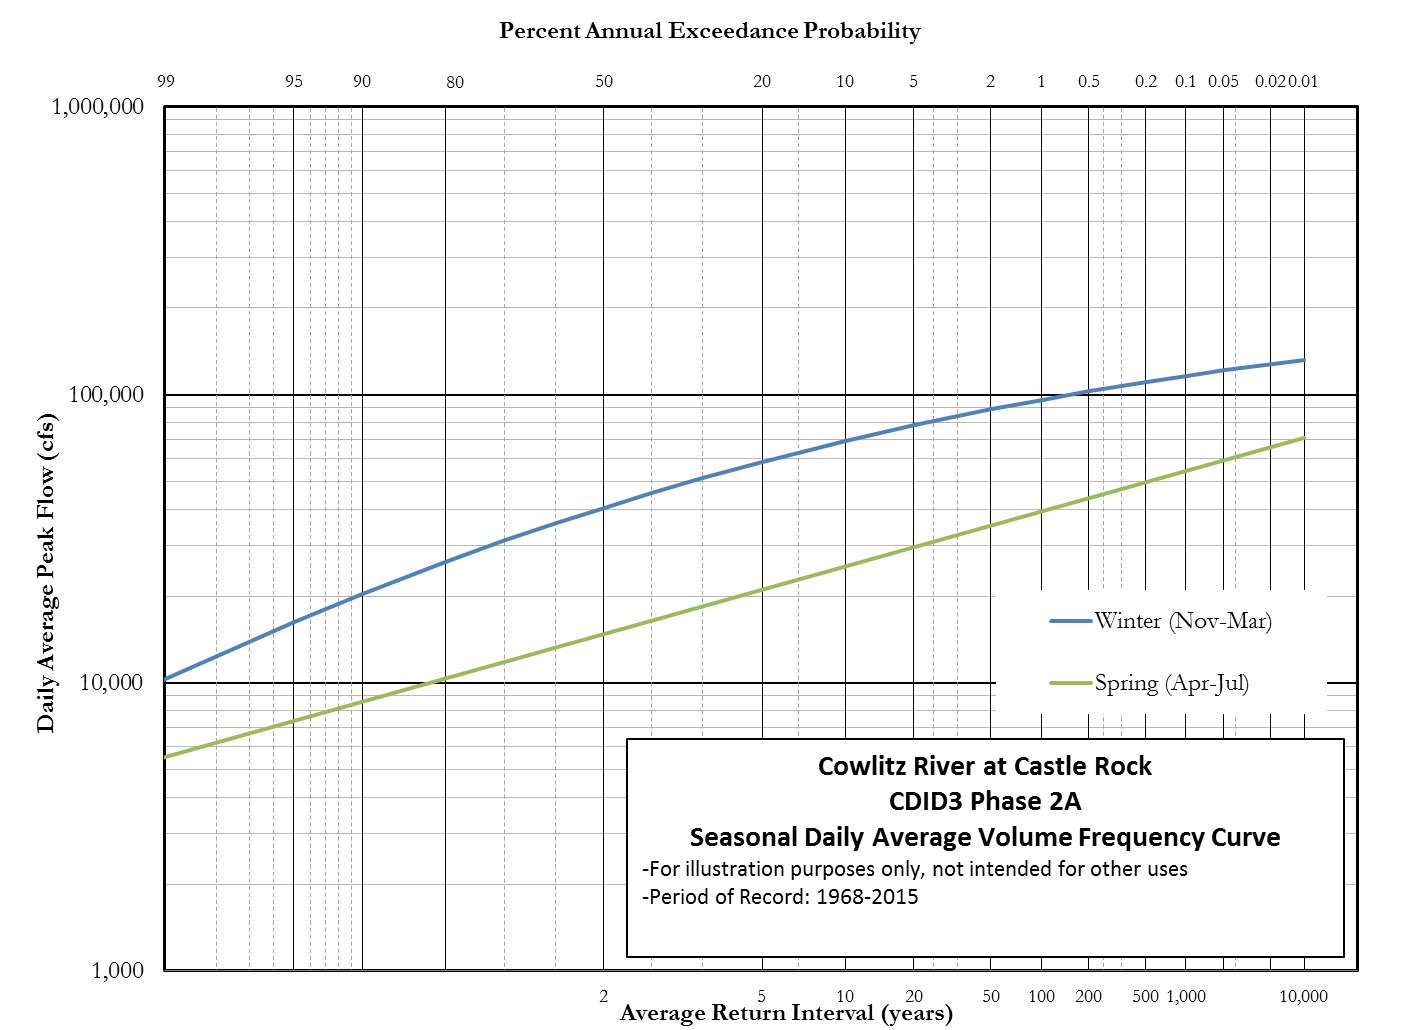 Percent Annual Exceedance Probability
99 95 90 80 50 20 10 5 2 1 0.5 0.2 0.1 0.05 0.02 0.01
1,000,000
100,000
10,000
1,000
Daily Average Peak Flow (cfs)
Winter (Nov-Mar)
Spring (Apr-Jul)
Cowlitz River at Castle Rock
CDID3 Phase 2A
Seasonal Daily Average Volume Frequency Curve
-For illustration purposes only, not intended for other uses
-Period of Record: 1968-2015
2 5 10 20 50 100 200 500 1,000 10,000
Average Return Interval (years)